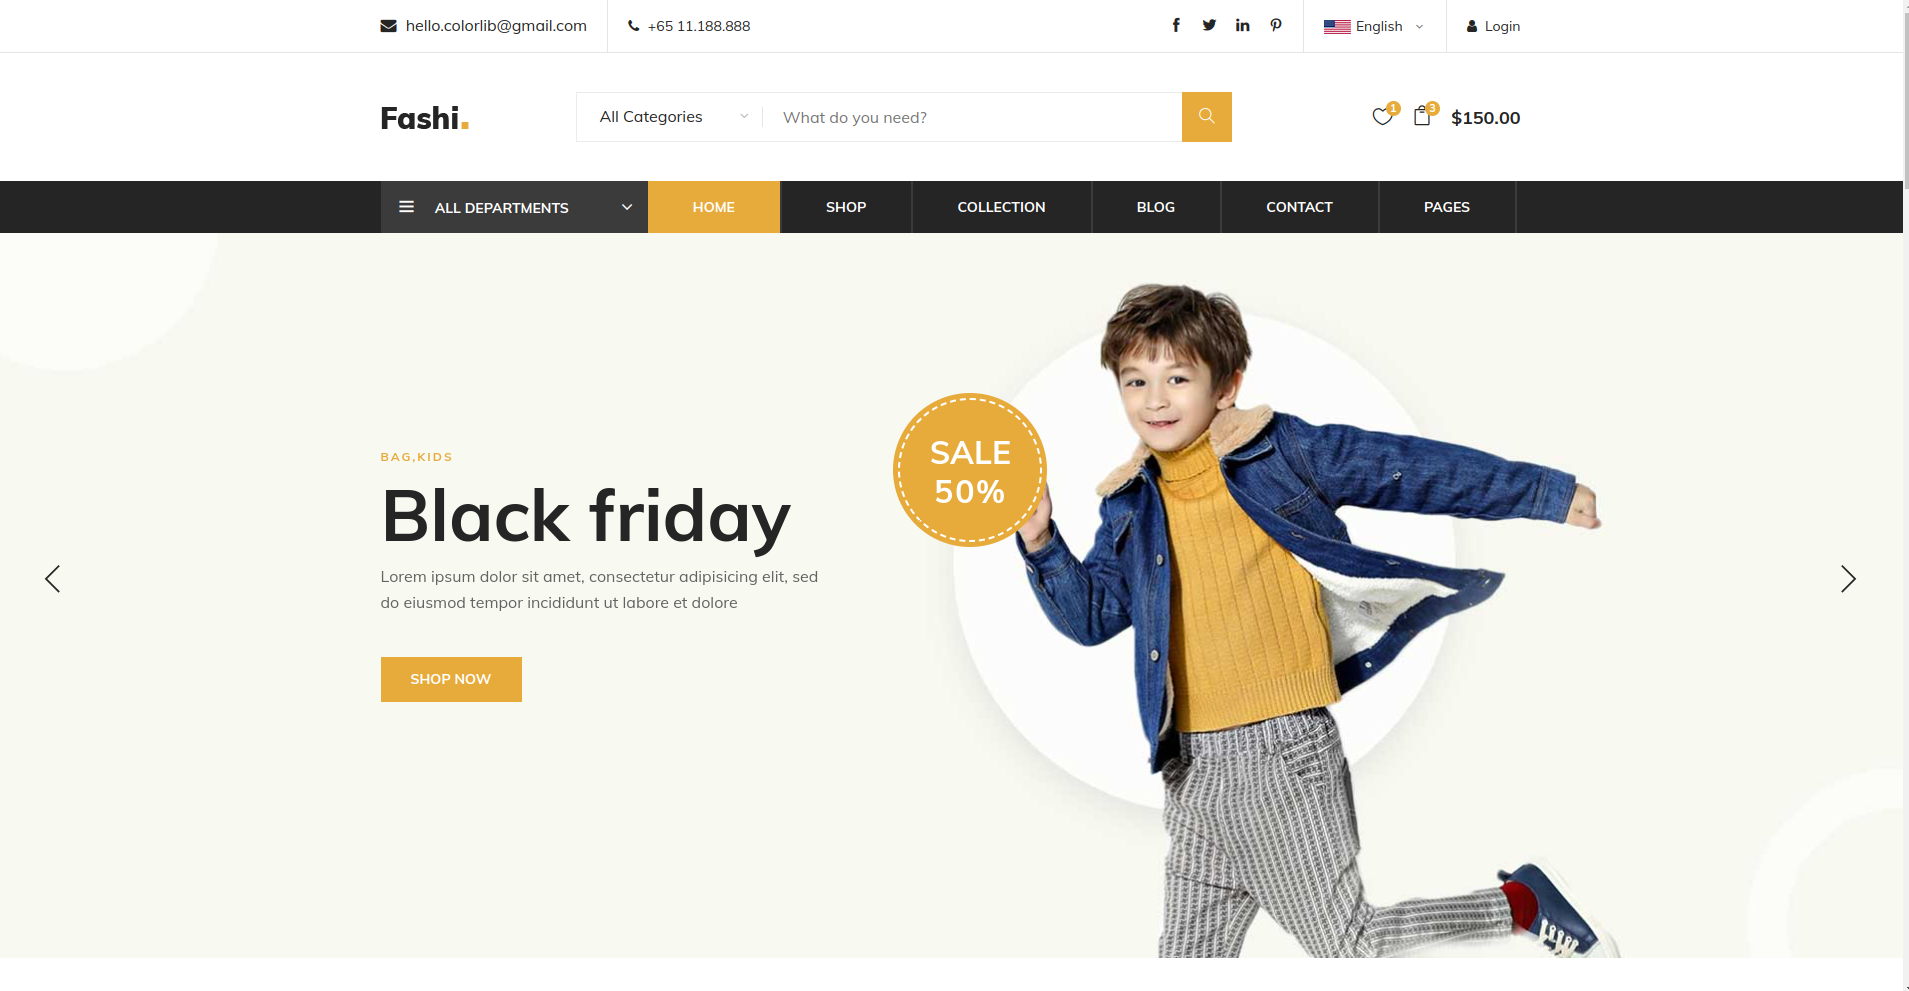 hello.colorlib@gmail.com
+65 11.188.888
English
Login
Fashi.
All Categories
What do you need?
1
3
$150.00
ALL DEPARTMENTS
HOME
SHOP
COLLECTION
BLOG
CONTACT
PAGES
BAG,KIDS
Black friday
Lorem ipsum dolor sit amet, consectetur adipisicing elit, sed
do eiusmod tempor incididunt ut labore et dolore
SHOP NOW
SALE
50%